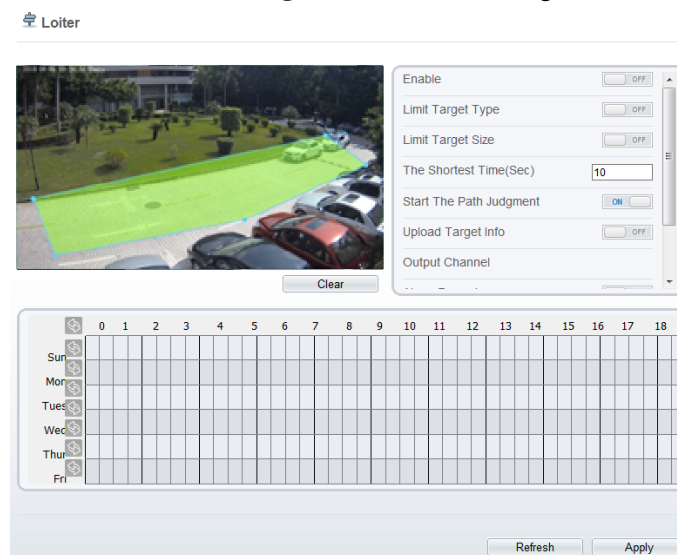 Loiter
Enable OFF
Limit Target Type OFF
Limit Target Size OFF
The Shortest Time(Sec) 10
Start The Path Judgment ON
Upload Target Info OFF
Output Channel
Clear
0 1 2 3 4 5 6 7 8 9 10 11 12 13 14 15 16 17 18
Sun
Mon
Tues
Wed
Thur
Fri
Refresh Apply